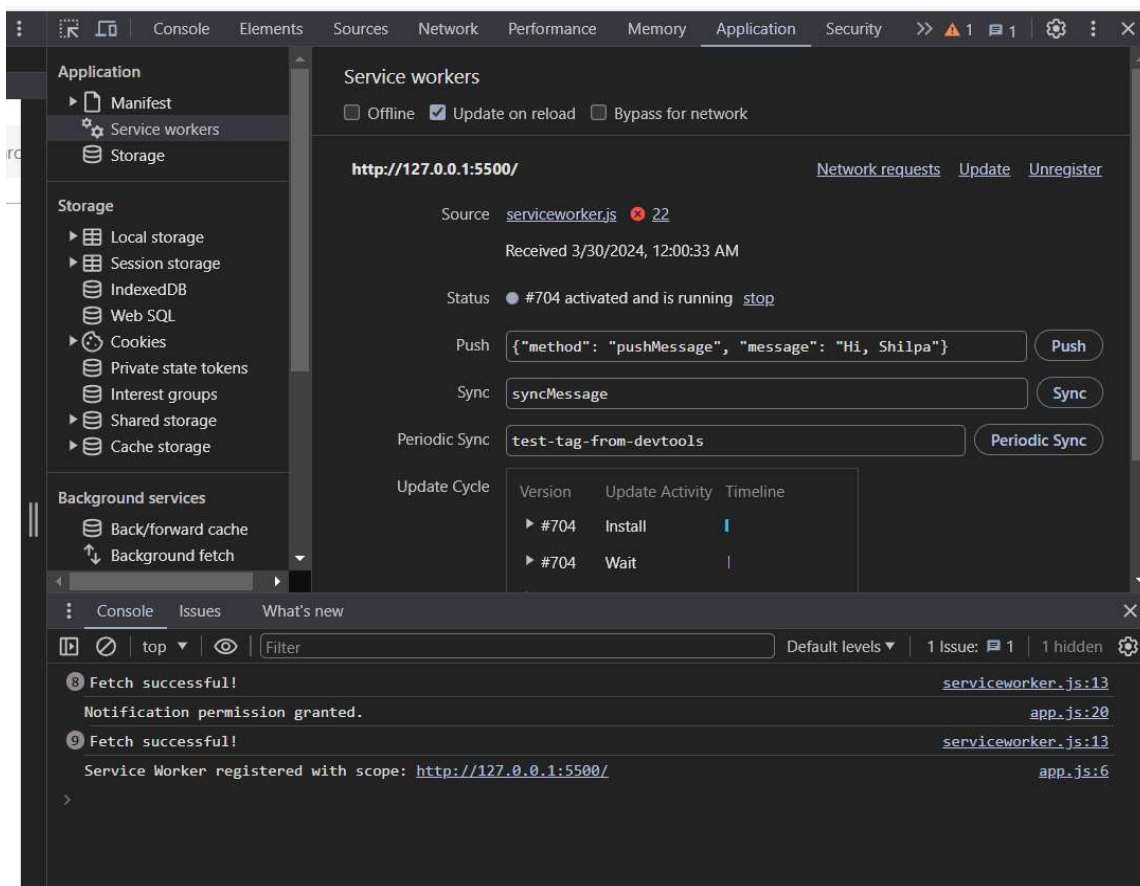 Console Elements Sources Network Performance Memory Application Security 1 1
Application
Manifest
Service workers
Storage
Storage
Local storage
Session storage
IndexedDB
Web SQL
Cookies
Private state tokens
Interest groups
Shared storage
Cache storage
Background services
Back/forward cache
Background fetch
Service workers
Offline Update on reload Bypass for network
http://127.0.0.1:5500/ Network requests Update Unregister
Source serviceworker.js 22
Received 3/30/2024, 12:00:33 AM
Status #704 activated and is running stop
Push {"method": "pushMessage", "message": "Hi, Shilpa"} Push
Sync syncMessage Sync
Periodic Sync test-tag-from-devtools Periodic Sync
Update Cycle Version Update Activity Timeline
#704 Install
#704 Wait
Console Issues What's new
top Filter Default levels 1 Issue: 1 1 hidden
8 Fetch successful! serviceworker.js:13
Notification permission granted. app.js:20
9 Fetch successful! serviceworker.js:13
Service Worker registered with scope: http://127.0.0.1:5500/ app.js:6